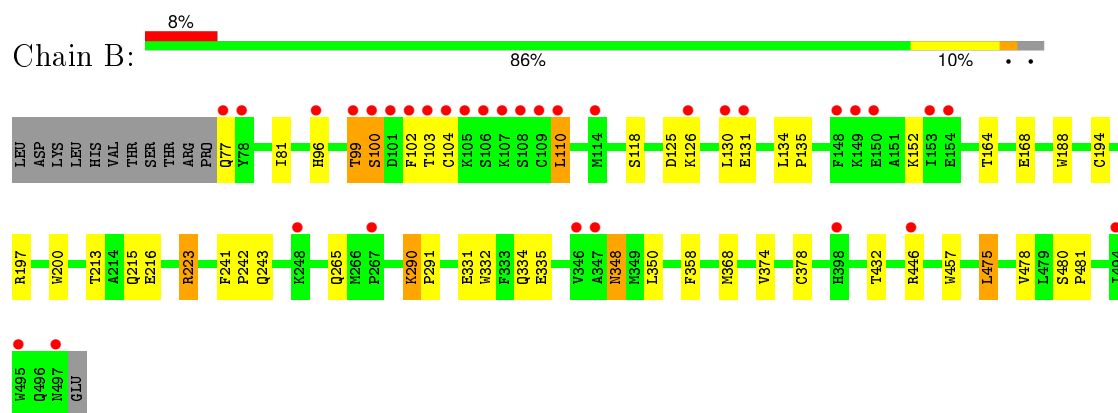 8%
Chain B:
86% 10% • •
LEU ASP LYS LEU HIS VAL THR SER THR ARG PRO Q77 Y78 I81 H96 T99 S100 D101 F102 T103 C104 K105 S106 K107 S108 C109 L110 M114 S118 D125 K126 L130 E131 L134 P135 F148 K149 E150 A151 K152 I153 E154 T164 E168 W188 C194
R197 W200 T213 A214 Q215 E216 R223 F241 P242 Q243 K248 Q265 M266 P267 K290 P291 E331 W332 F333 Q334 E335 V346 A347 N348 M349 L350 F358 M368 V374 C378 H398 T432 R446 W457 L475 V478 L479 S480 P481
W495 Q496 N497 GLU